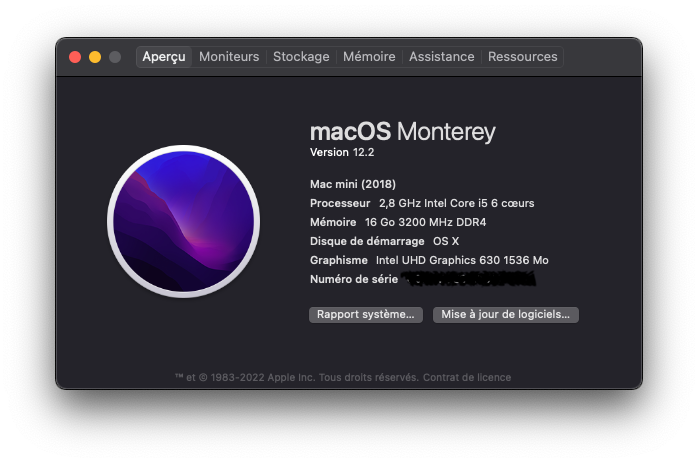 Aperçu Moniteurs Stockage Mémoire Assistance Ressources
macOS Monterey
Version 12.2
Mac mini (2018)
Processeur 2,8 GHz Intel Core i5 6 cœurs
Mémoire 16 Go 3200 MHz DDR4
Disque de démarrage OS X
Graphisme Intel UHD Graphics 630 1536 Mo
Numéro de série
Rapport système... Mise à jour de logiciels...
™ et © 1983-2022 Apple Inc. Tous droits réservés. Contrat de licence